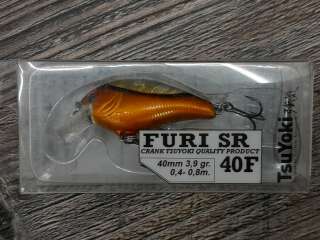 FURI SR
CRANK TSUYOKI QUALITY PRODUCT
40mm 3,9 gr.
0,4- 0,8m.
40F
TsuYoki